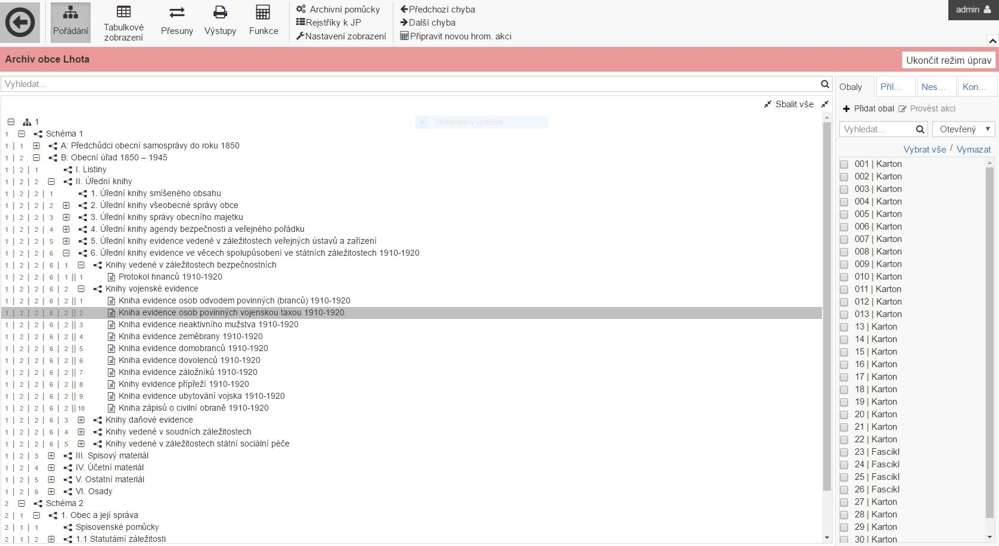 Pořádání
Tabulkové
zobrazení
Přesuny
Výstupy
Funkce
Archivní pomůcky
Rejstříky k JP
Nastavení zobrazení
Předchozí chyba
Další chyba
Připravit novou hrom. akci
admin
Archiv obce Lhota
Ukončit režim úprav
Vyhledat...
Sbalit vše
Obdélníkový výstřižek
1
1 Schéma 1
1 | 1 A: Předchůdci obecní samosprávy do roku 1850
1 | 2 B: Obecní úřad 1850 – 1945
1 | 2 | 1 I. Listiny
1 | 2 | 2 II. Úřední knihy
1 | 2 | 2 | 1 1. Úřední knihy smíšeného obsahu
1 | 2 | 2 | 2 2. Úřední knihy všeobecné správy obce
1 | 2 | 2 | 3 3. Úřední knihy správy obecního majetku
1 | 2 | 2 | 4 4. Úřední knihy agendy bezpečnosti a veřejného pořádku
1 | 2 | 2 | 5 5. Úřední knihy evidence vedené v záležitostech veřejných ústavů a zařízení
1 | 2 | 2 | 6 6. Úřední knihy evidence ve věcech spolupůsobení ve státních záležitostech 1910-1920
1 | 2 | 2 | 6 | 1 Knihy vedené v záležitostech bezpečnostních
1 | 2 | 2 | 6 | 1 || 1 Protokol hnanců 1910-1920
1 | 2 | 2 | 6 | 2 Knihy vojenské evidence
1 | 2 | 2 | 6 | 2 || 1 Kniha evidence osob odvodem povinných (branců) 1910-1920
1 | 2 | 2 | 6 | 2 || 2 Kniha evidence osob povinných vojenskou taxou 1910-1920
1 | 2 | 2 | 6 | 2 || 3 Kniha evidence neaktivního mužstva 1910-1920
1 | 2 | 2 | 6 | 2 || 4 Kniha evidence zeměbrany 1910-1920
1 | 2 | 2 | 6 | 2 || 5 Kniha evidence domobranců 1910-1920
1 | 2 | 2 | 6 | 2 || 6 Kniha evidence dovolenců 1910-1920
1 | 2 | 2 | 6 | 2 || 7 Kniha evidence záložníků 1910-1920
1 | 2 | 2 | 6 | 2 || 8 Knihy evidence přípřeží 1910-1920
1 | 2 | 2 | 6 | 2 || 9 Kniha evidence ubytování vojska 1910-1920
1 | 2 | 2 | 6 | 2 || 10 Kniha zápisů o civilní obraně 1910-1920
1 | 2 | 2 | 6 | 3 Knihy daňové evidence
1 | 2 | 2 | 6 | 4 Knihy vedené v soudních záležitostech
1 | 2 | 2 | 6 | 5 Knihy vedené v záležitostech státní sociální péče
1 | 2 | 3 III. Spisový materiál
1 | 2 | 4 IV. Účetní materiál
1 | 2 | 5 V. Ostatní materiál
1 | 2 | 6 VI. Osady
2 Schéma 2
2 | 1 1. Obec a její správa
2 | 1 | 1 Spisovenské pomůcky
2 | 1 | 2 1.1 Statutární záležitosti
Obaly
Příl...
Nes...
Kon...
Přidat obal
Provést akci
Vyhledat...
Otevřený
Vybrat vše / Vymazat
001 | Karton
002 | Karton
003 | Karton
004 | Karton
005 | Karton
006 | Karton
007 | Karton
008 | Karton
009 | Karton
010 | Karton
011 | Karton
012 | Karton
013 | Karton
13 | Karton
14 | Karton
15 | Karton
16 | Karton
17 | Karton
18 | Karton
19 | Karton
20 | Karton
21 | Karton
22 | Karton
23 | Fascikl
24 | Fascikl
25 | Fascikl
26 | Fascikl
27 | Karton
28 | Karton
29 | Karton
30 | Karton